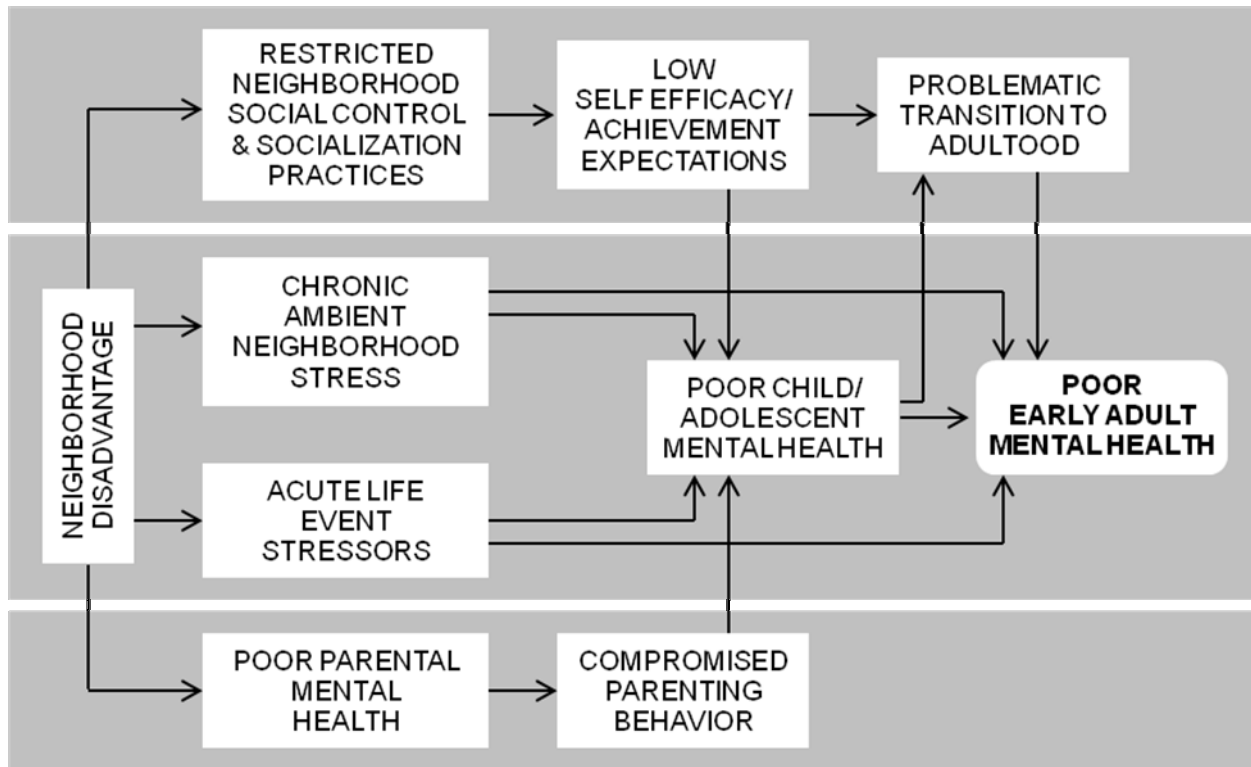 RESTRICTED
NEIGHBORHOOD
SOCIAL CONTROL
& SOCIALIZATION
PRACTICES
LOW
SELF EFFICACY/
ACHIEVEMENT
EXPECTATIONS
PROBLEMATIC
TRANSITION TO
ADULTOOD
NEIGHBORHOOD
DISADVANTAGE
CHRONIC
AMBIENT
NEIGHBORHOOD
STRESS
POOR CHILD/
ADOLESCENT
MENTAL HEALTH
POOR
EARLY ADULT
MENTAL HEALTH
ACUTE LIFE
EVENT
STRESSORS
POOR PARENTAL
MENTAL
HEALTH
COMPROMISED
PARENTING
BEHAVIOR